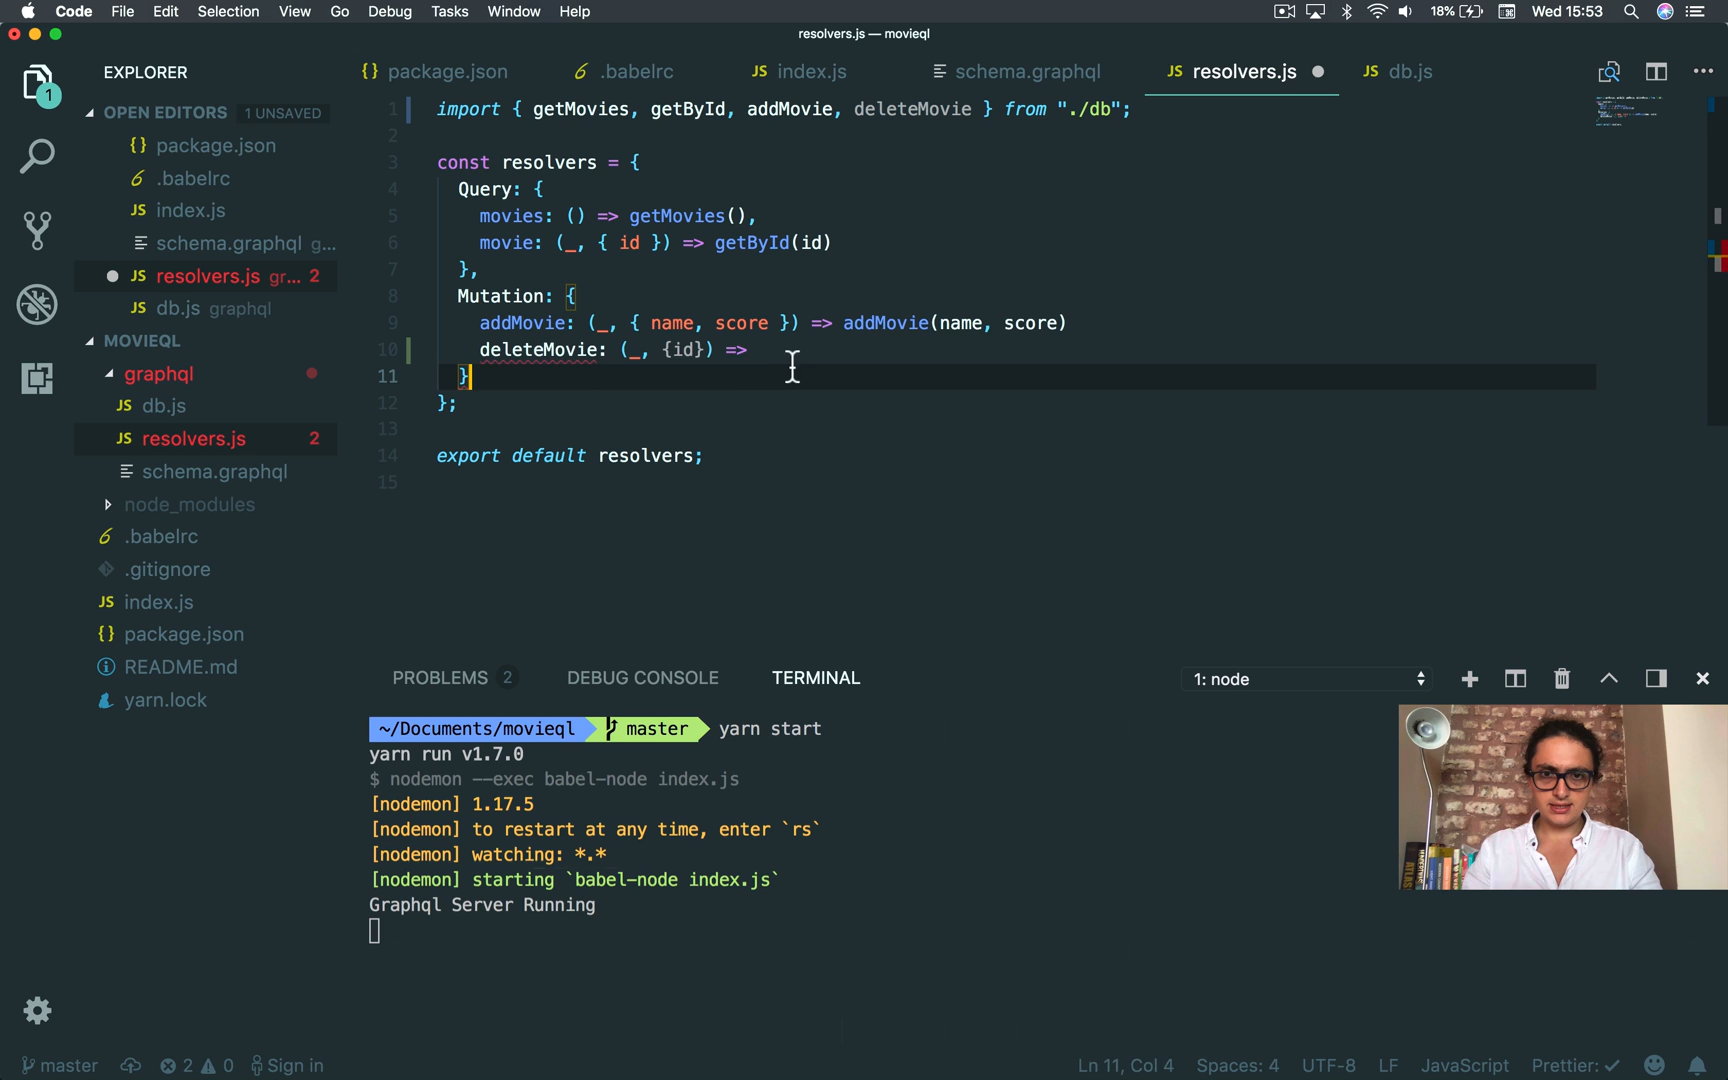 Code File Edit Selection View Go Debug Tasks Window Help 18% Wed 15:53
resolvers.js — movieql
EXPLORER
1
OPEN EDITORS 1 UNSAVED
{} package.json
.babelrc
JS index.js
schema.graphql g...
JS resolvers.js gr... 2
JS db.js graphql
MOVIEQL
graphql
JS db.js
JS resolvers.js 2
schema.graphql
node_modules
.babelrc
.gitignore
JS index.js
{} package.json
README.md
yarn.lock
{} package.json .babelrc JS index.js schema.graphql JS resolvers.js JS db.js
1 import { getMovies, getById, addMovie, deleteMovie } from "./db";
2
3 const resolvers = {
4 Query: {
5 movies: () => getMovies(),
6 movie: (_, { id }) => getById(id)
7 },
8 Mutation: {
9 addMovie: (_, { name, score }) => addMovie(name, score)
10 deleteMovie: (_, {id}) =>
11 }
12 };
13
14 export default resolvers;
15
PROBLEMS 2 DEBUG CONSOLE TERMINAL 1: node
~/Documents/movieql master yarn start
yarn run v1.7.0
$ nodemon --exec babel-node index.js
[nodemon] 1.17.5
[nodemon] to restart at any time, enter `rs`
[nodemon] watching: *.*
[nodemon] starting `babel-node index.js`
Graphql Server Running
master 2 0 Sign in Ln 11, Col 4 Spaces: 4 UTF-8 LF JavaScript Prettier: ✓